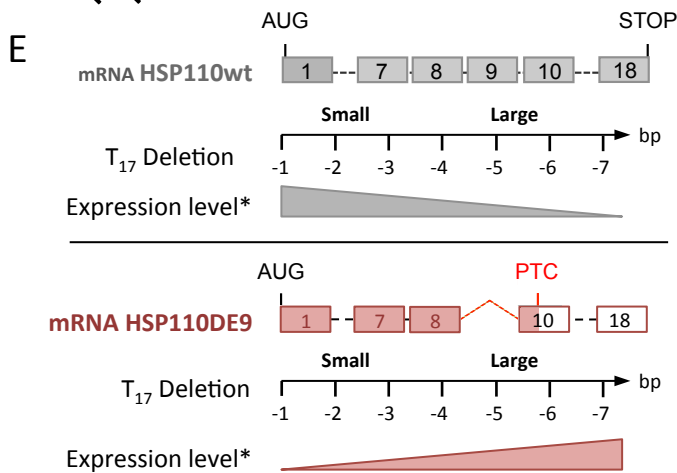 E
AUG STOP
mRNA HSP110wt 1 7 8 9 10 18
Small Large
bp
T₁₇ Deletion
-1 -2 -3 -4 -5 -6 -7
Expression level*
AUG PTC
mRNA HSP110DE9 1 7 8 10 18
Small Large
bp
T₁₇ Deletion
-1 -2 -3 -4 -5 -6 -7
Expression level*